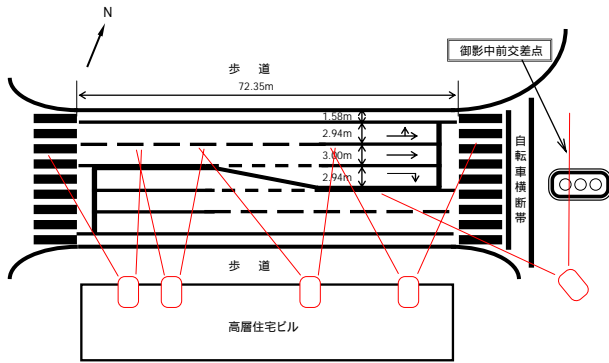 N
御影中前交差点
歩 道
72.35m
1.58m
2.94m
3.00m
2.94m
自転車横断帯
歩 道
高層住宅ビル